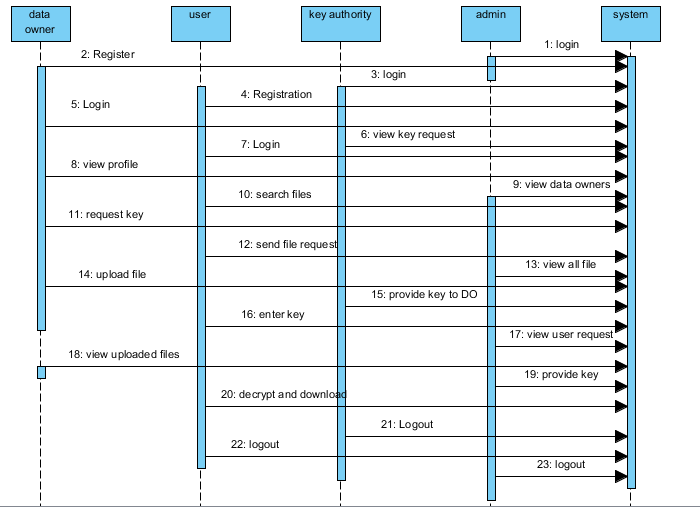 data
owner
user
key authority
admin
system
1: login
2: Register
3: login
4: Registration
5: Login
6: view key request
7: Login
8: view profile
9: view data owners
10: search files
11: request key
12: send file request
13: view all file
14: upload file
15: provide key to DO
16: enter key
17: view user request
18: view uploaded files
19: provide key
20: decrypt and download
21: Logout
22: logout
23: logout